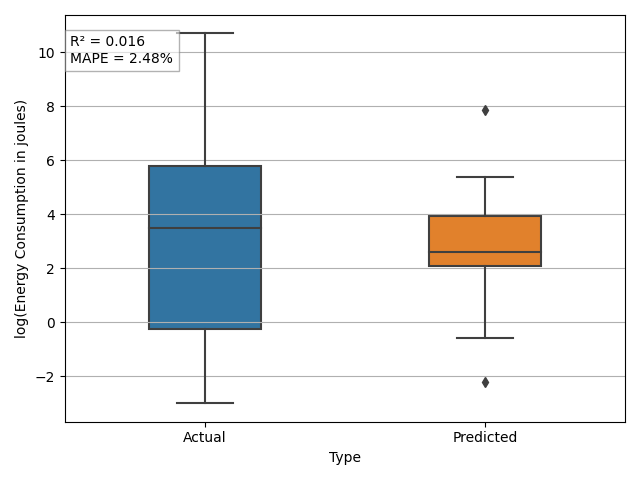 R² = 0.016
MAPE = 2.48%
10
8
6
4
2
0
−2
log(Energy Consumption in joules)
Actual
Predicted
Type